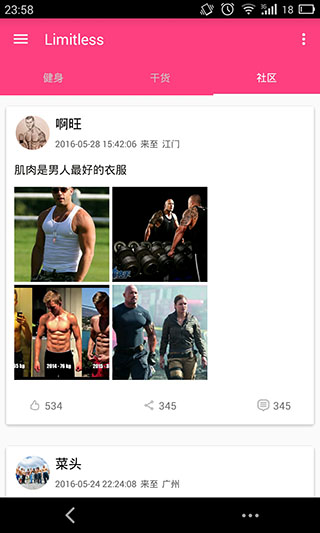 23:58
18
Limitless
健身
干货
社区
啊旺
2016-05-28 15:42:06 来至 江门
肌肉是男人最好的衣服
2014 - 76 kg
2015
534
345
345
菜头
2016-05-24 22:24:08 来至 广州